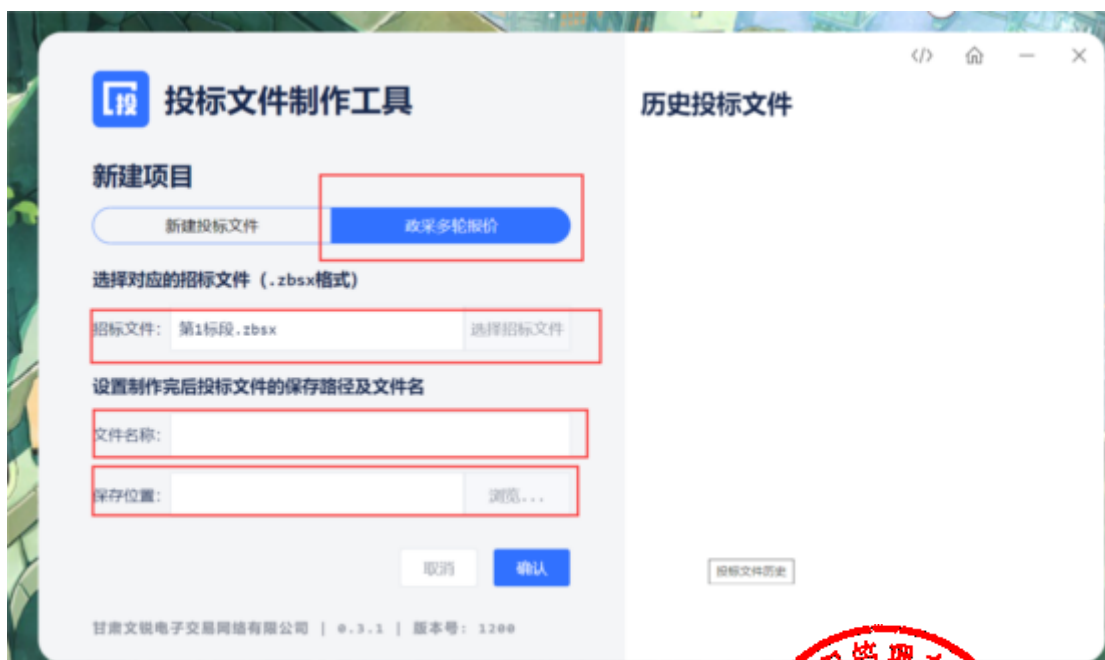 投
投标文件制作工具
新建项目
新建投标文件
政采多轮报价
选择对应的招标文件（.zbsx格式）
招标文件：
第1标段.zbsx
选择招标文件
设置制作完后投标文件的保存路径及文件名
文件名称：
保存位置：
浏览...
取消
确认
甘肃文锐电子交易网络有限公司 | 0.3.1 | 版本号：1200
</>
历史投标文件
投标文件历史
管理